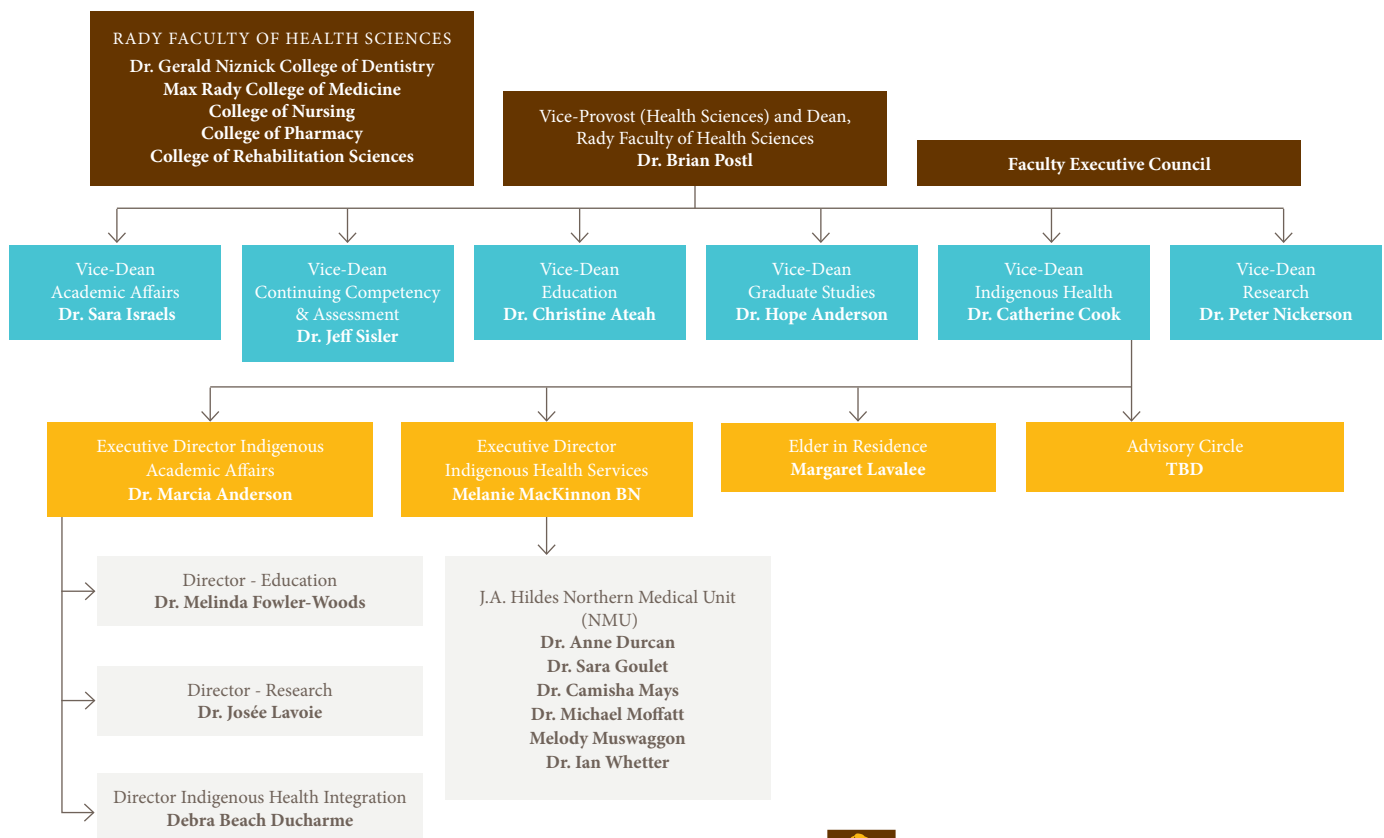 RADY FACULTY OF HEALTH SCIENCES
Dr. Gerald Niznick College of Dentistry
Max Rady College of Medicine
College of Nursing
College of Pharmacy
College of Rehabilitation Sciences
Vice-Provost (Health Sciences) and Dean,
Rady Faculty of Health Sciences
Dr. Brian Postl
Faculty Executive Council
Vice-Dean
Academic Affairs
Dr. Sara Israels
Vice-Dean
Continuing Competency
& Assessment
Dr. Jeff Sisler
Vice-Dean
Education
Dr. Christine Ateah
Vice-Dean
Graduate Studies
Dr. Hope Anderson
Vice-Dean
Indigenous Health
Dr. Catherine Cook
Vice-Dean
Research
Dr. Peter Nickerson
Executive Director Indigenous
Academic Affairs
Dr. Marcia Anderson
Executive Director
Indigenous Health Services
Melanie MacKinnon BN
Elder in Residence
Margaret Lavalee
Advisory Circle
TBD
Director - Education
Dr. Melinda Fowler-Woods
Director - Research
Dr. Josée Lavoie
Director Indigenous Health Integration
Debra Beach Ducharme
J.A. Hildes Northern Medical Unit
(NMU)
Dr. Anne Durcan
Dr. Sara Goulet
Dr. Camisha Mays
Dr. Michael Moffatt
Melody Muswaggon
Dr. Ian Whetter